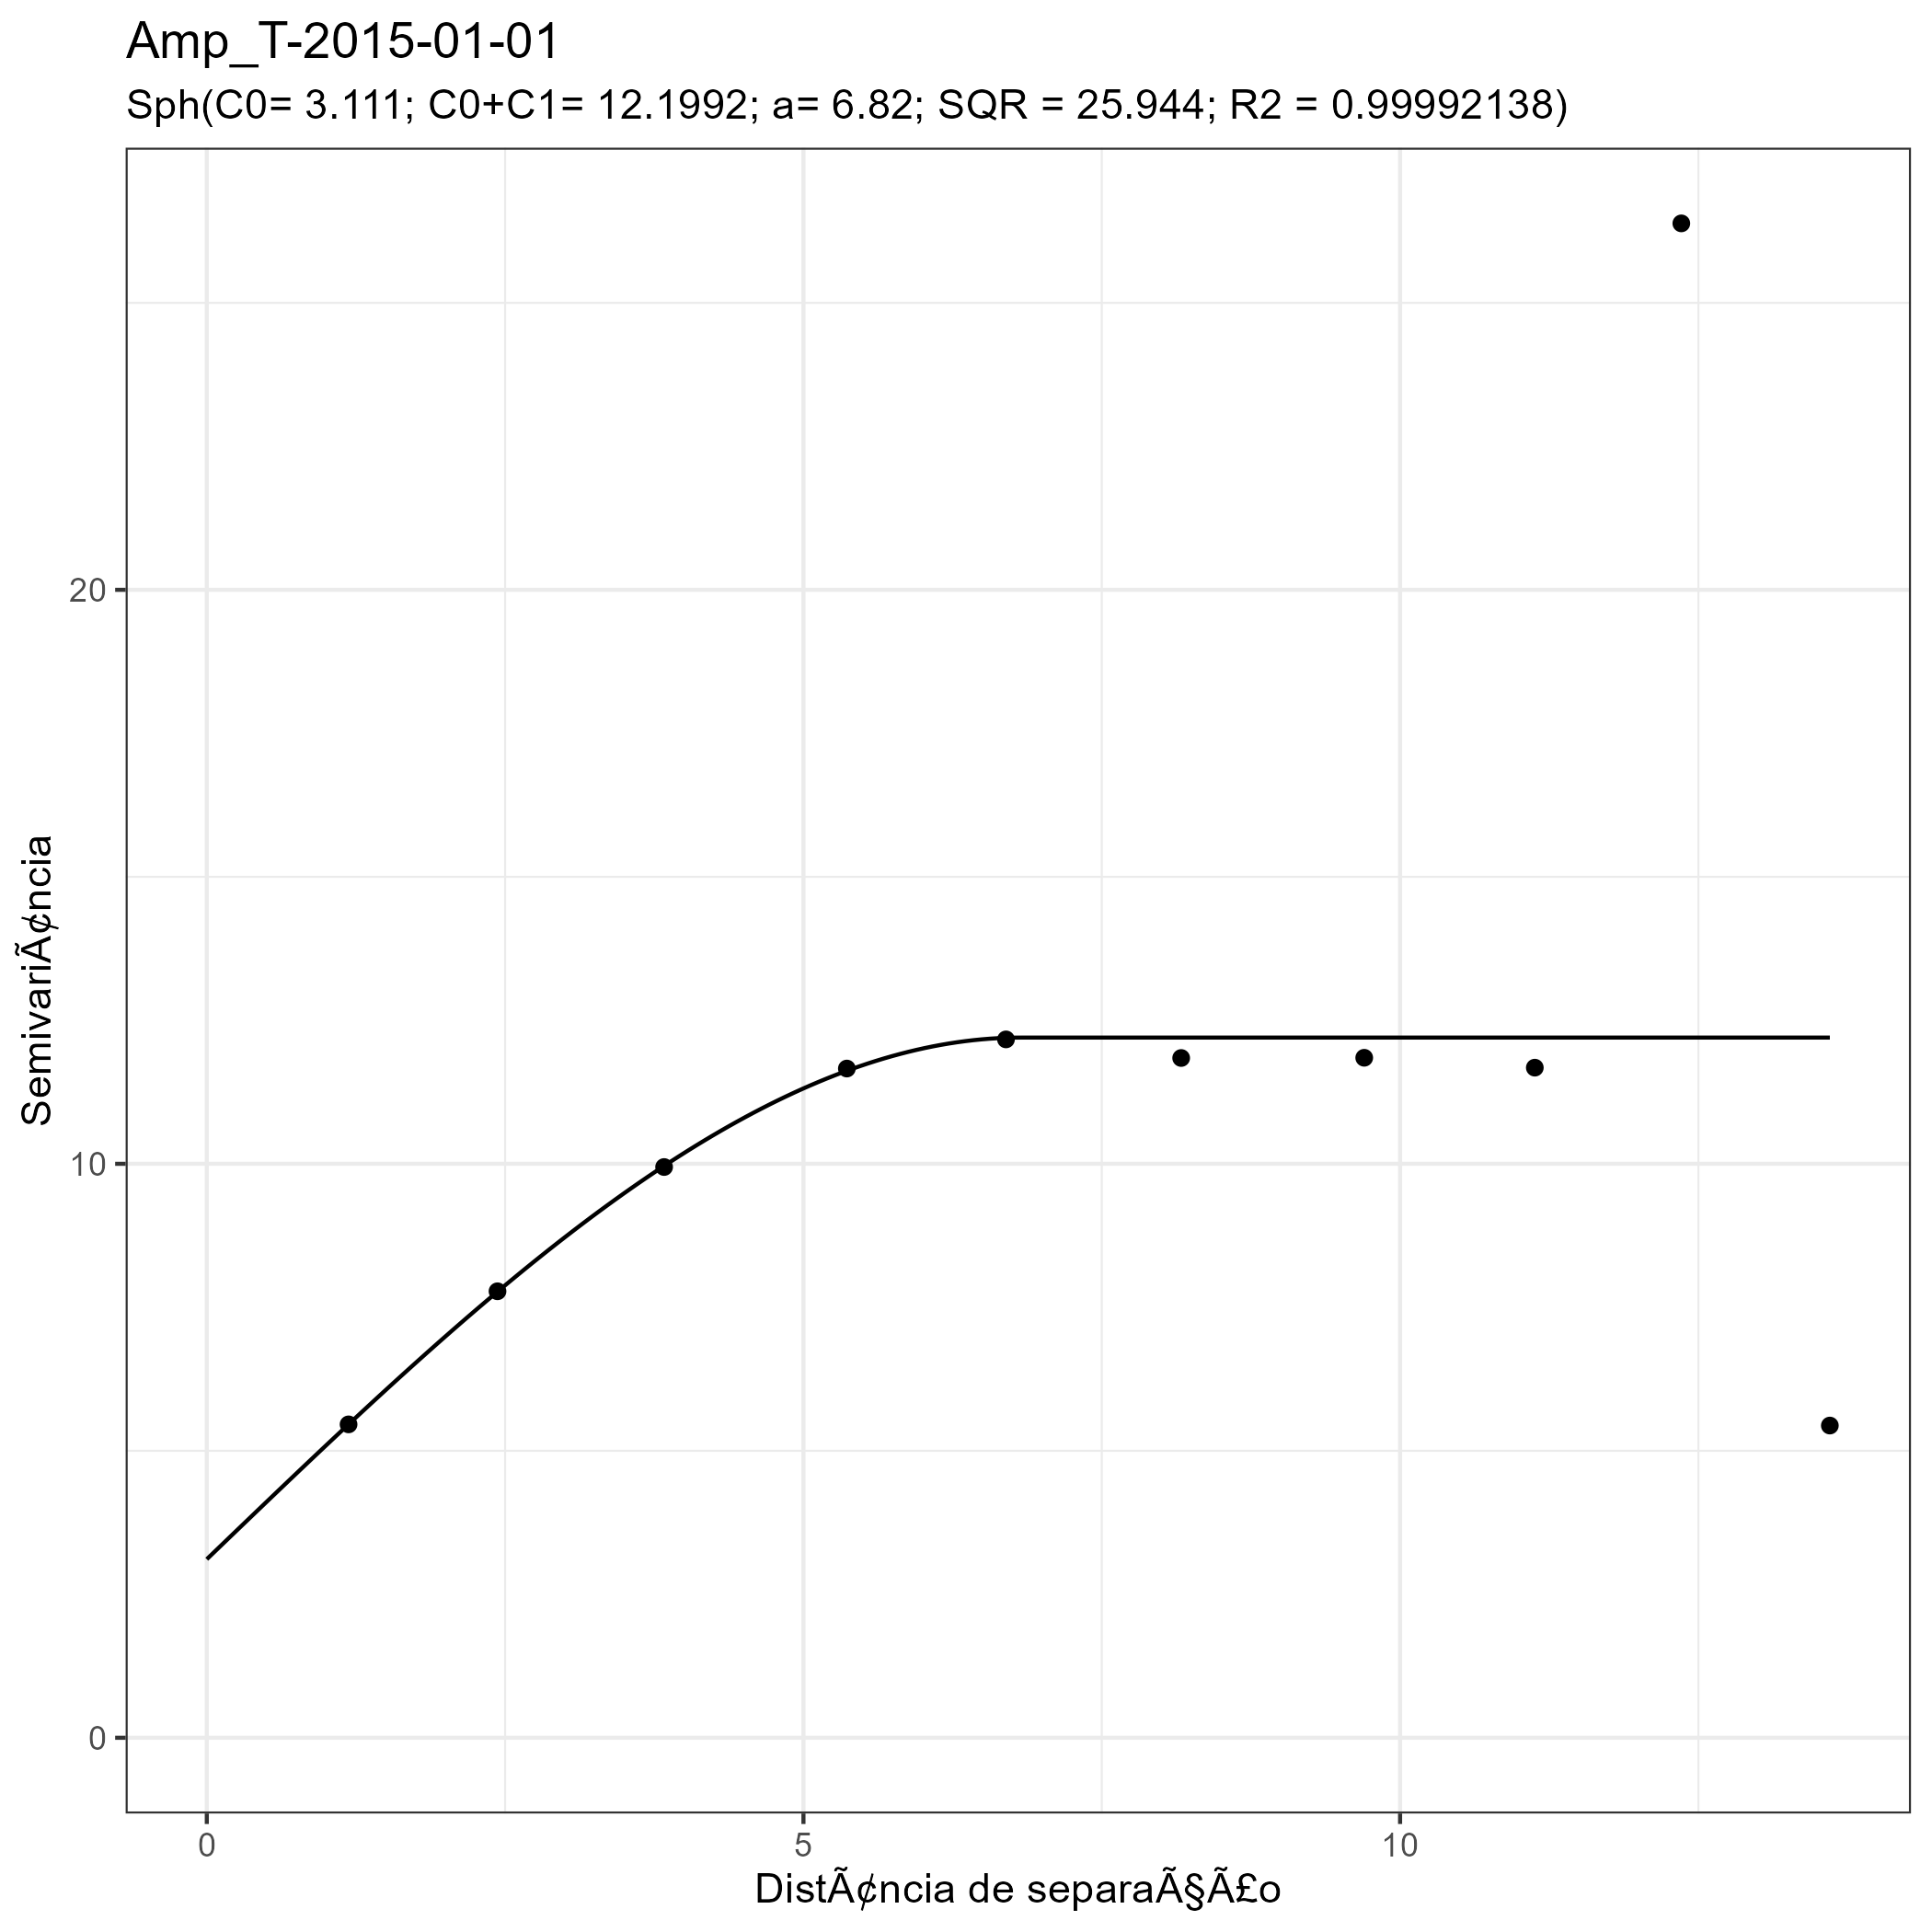 Amp_T-2015-01-01
Sph(C0= 3.111; C0+C1= 12.1992; a= 6.82; SQR = 25.944; R2 = 0.99992138)
SemivariÃ¢ncia
20
10
0
0
5
10
DistÃ¢ncia de separaÃ§Ã£o